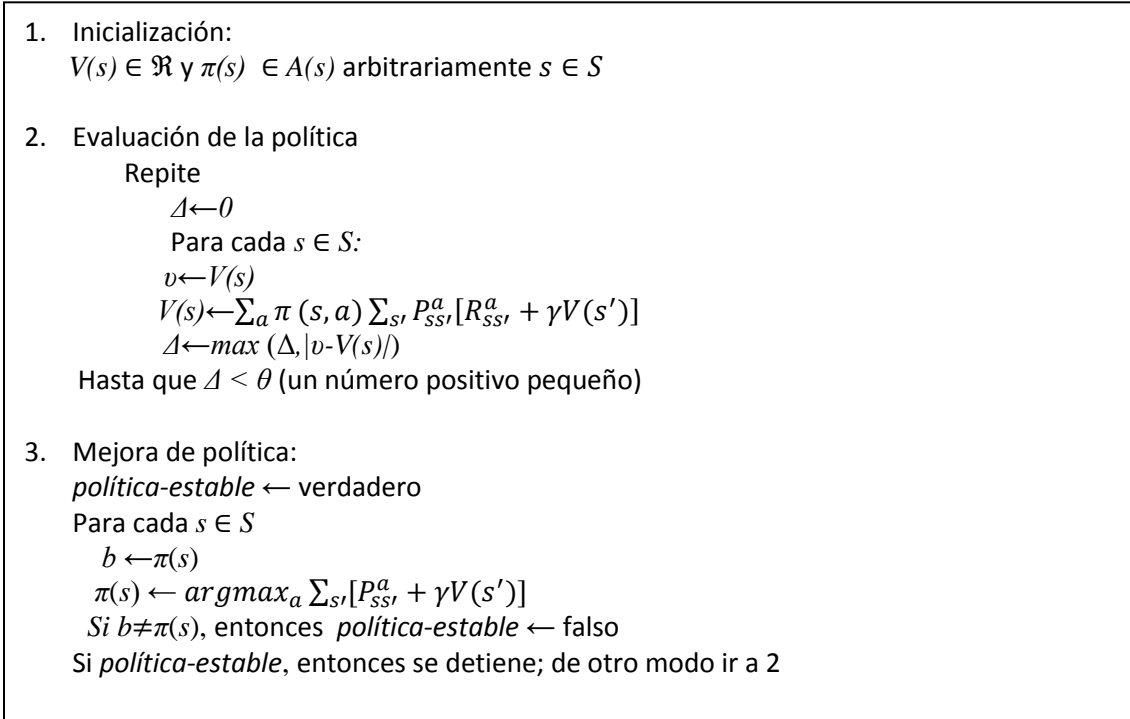 1. Inicialización:
V(s) ∈ ℜ y π(s) ∈ A(s) arbitrariamente s ∈ S
2. Evaluación de la política
Repite
Δ←0
Para cada s ∈ S:
υ←V(s)
V(s)←∑ₐ π (s, a) ∑ₛ′ Pᵃₛₛ′[Rᵃₛₛ′ + γV(s′)]
Δ←max (Δ,|υ-V(s)|)
Hasta que Δ < θ (un número positivo pequeño)
3. Mejora de política:
política-estable ← verdadero
Para cada s ∈ S
b ←π(s)
π(s) ← argmaxₐ ∑ₛ′[Pᵃₛₛ′ + γV(s′)]
Si b≠π(s), entonces política-estable ← falso
Si política-estable, entonces se detiene; de otro modo ir a 2